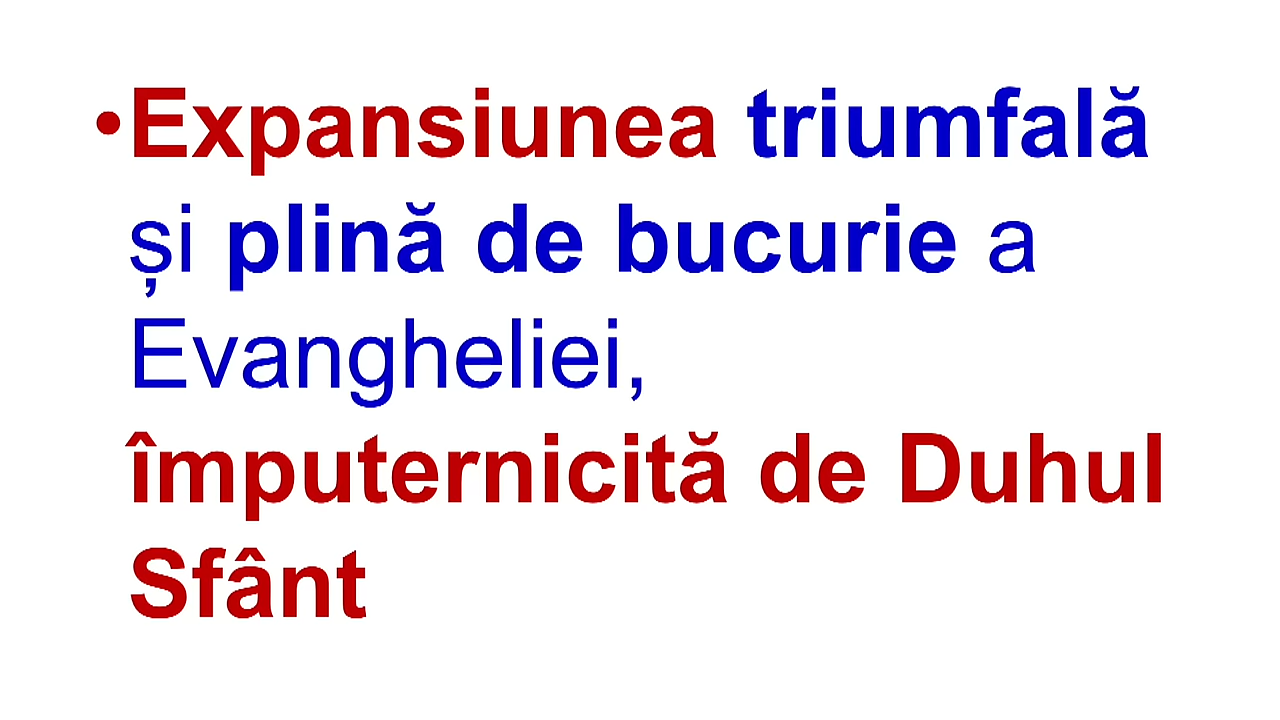 •Expansiunea triumfală
și plină de bucurie a
Evangheliei,
împuternicită de Duhul
Sfânt